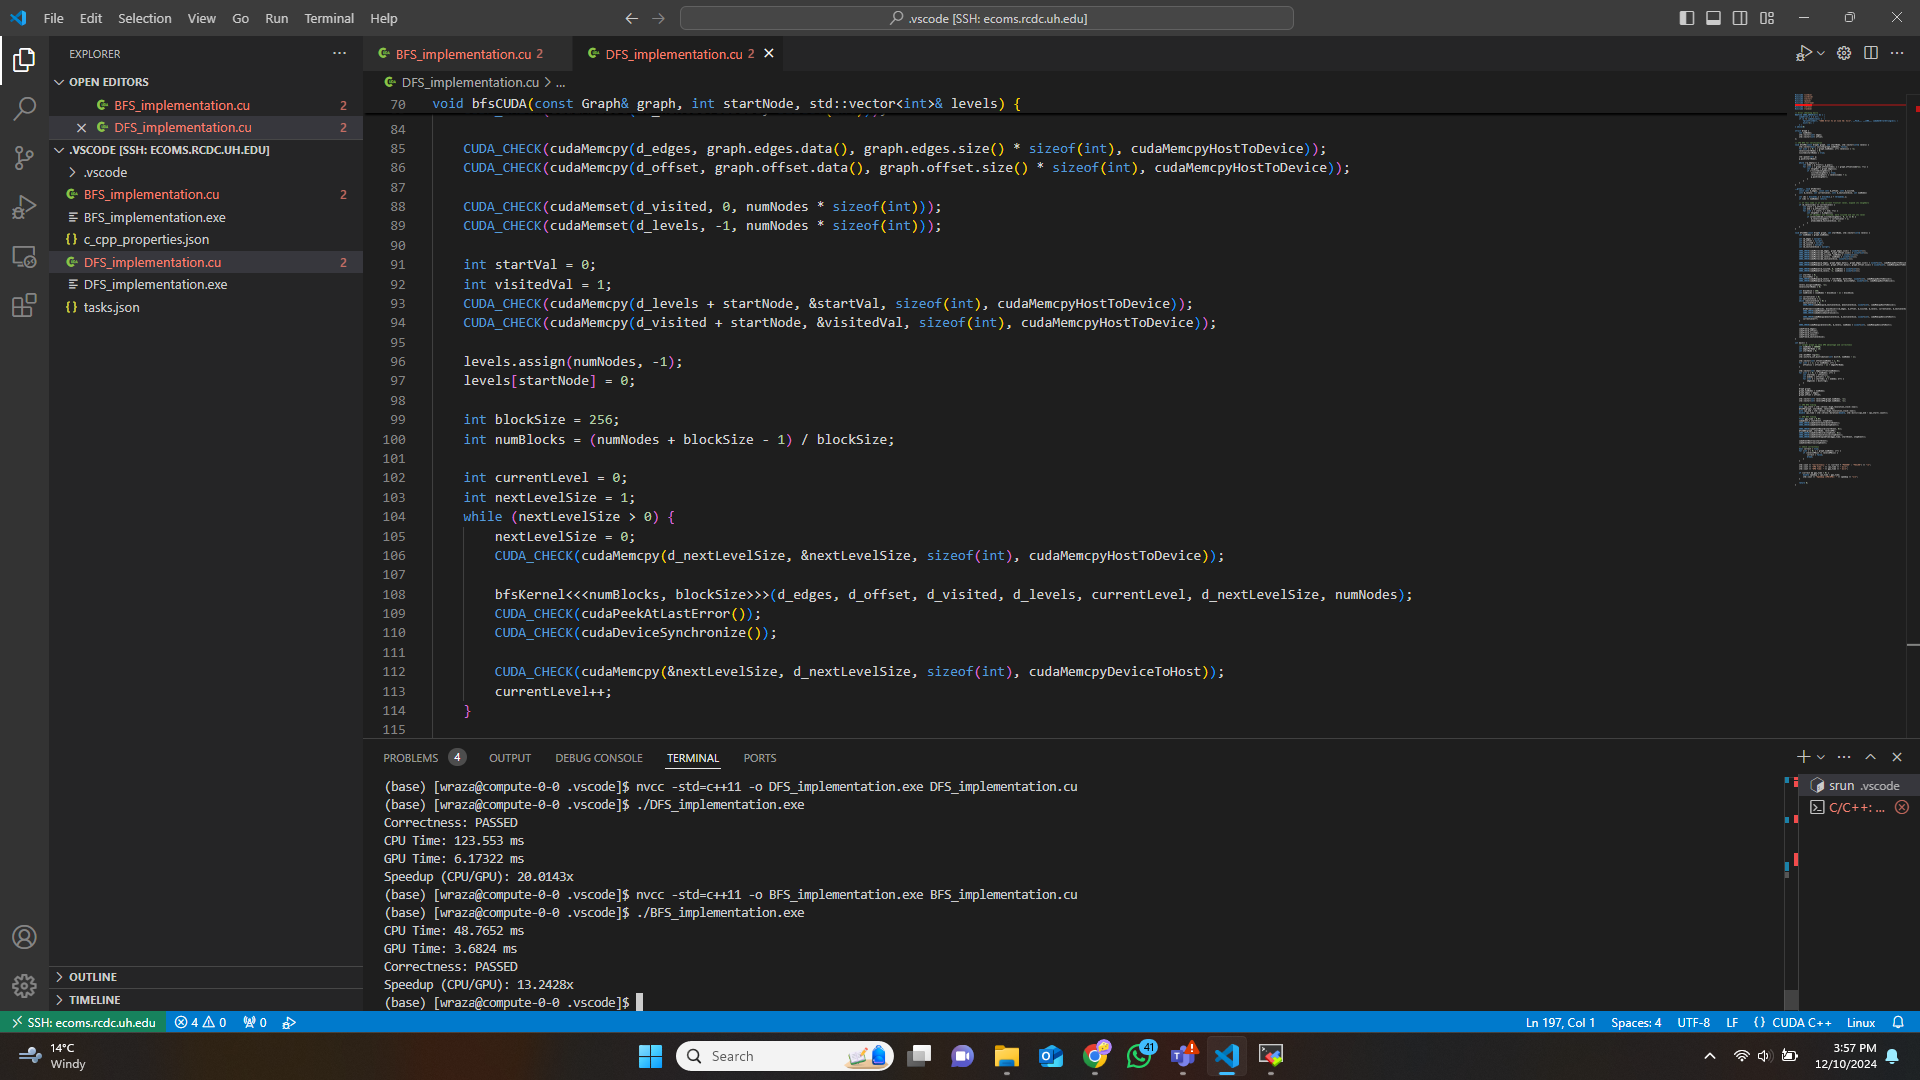 File Edit Selection View Go Run Terminal Help
.vscode [SSH: ecoms.rcdc.uh.edu]
EXPLORER
OPEN EDITORS
BFS_implementation.cu 2
DFS_implementation.cu 2
.VSCODE [SSH: ECOMS.RCDC.UH.EDU]
.vscode
BFS_implementation.cu 2
BFS_implementation.exe
c_cpp_properties.json
DFS_implementation.cu 2
DFS_implementation.exe
tasks.json
OUTLINE
TIMELINE
BFS_implementation.cu 2 DFS_implementation.cu 2
DFS_implementation.cu > ...
70 void bfsCUDA(const Graph& graph, int startNode, std::vector<int>& levels) {
84
85 CUDA_CHECK(cudaMemcpy(d_edges, graph.edges.data(), graph.edges.size() * sizeof(int), cudaMemcpyHostToDevice));
86 CUDA_CHECK(cudaMemcpy(d_offset, graph.offset.data(), graph.offset.size() * sizeof(int), cudaMemcpyHostToDevice));
87
88 CUDA_CHECK(cudaMemset(d_visited, 0, numNodes * sizeof(int)));
89 CUDA_CHECK(cudaMemset(d_levels, -1, numNodes * sizeof(int)));
90
91 int startVal = 0;
92 int visitedVal = 1;
93 CUDA_CHECK(cudaMemcpy(d_levels + startNode, &startVal, sizeof(int), cudaMemcpyHostToDevice));
94 CUDA_CHECK(cudaMemcpy(d_visited + startNode, &visitedVal, sizeof(int), cudaMemcpyHostToDevice));
95
96 levels.assign(numNodes, -1);
97 levels[startNode] = 0;
98
99 int blockSize = 256;
100 int numBlocks = (numNodes + blockSize - 1) / blockSize;
101
102 int currentLevel = 0;
103 int nextLevelSize = 1;
104 while (nextLevelSize > 0) {
105 nextLevelSize = 0;
106 CUDA_CHECK(cudaMemcpy(d_nextLevelSize, &nextLevelSize, sizeof(int), cudaMemcpyHostToDevice));
107
108 bfsKernel<<<numBlocks, blockSize>>>(d_edges, d_offset, d_visited, d_levels, currentLevel, d_nextLevelSize, numNodes);
109 CUDA_CHECK(cudaPeekAtLastError());
110 CUDA_CHECK(cudaDeviceSynchronize());
111
112 CUDA_CHECK(cudaMemcpy(&nextLevelSize, d_nextLevelSize, sizeof(int), cudaMemcpyDeviceToHost));
113 currentLevel++;
114 }
115
PROBLEMS 4 OUTPUT DEBUG CONSOLE TERMINAL PORTS
(base) [wraza@compute-0-0 .vscode]$ nvcc -std=c++11 -o DFS_implementation.exe DFS_implementation.cu
(base) [wraza@compute-0-0 .vscode]$ ./DFS_implementation.exe
Correctness: PASSED
CPU Time: 123.553 ms
GPU Time: 6.17322 ms
Speedup (CPU/GPU): 20.0143x
(base) [wraza@compute-0-0 .vscode]$ nvcc -std=c++11 -o BFS_implementation.exe BFS_implementation.cu
(base) [wraza@compute-0-0 .vscode]$ ./BFS_implementation.exe
CPU Time: 48.7652 ms
GPU Time: 3.6824 ms
Correctness: PASSED
Speedup (CPU/GPU): 13.2428x
(base) [wraza@compute-0-0 .vscode]$
srun .vscode
C/C++: ...
SSH: ecoms.rcdc.uh.edu 4 0 0 Ln 197, Col 1 Spaces: 4 UTF-8 LF {} CUDA C++ Linux
14°C
Windy
Search
41
3:57 PM
12/10/2024